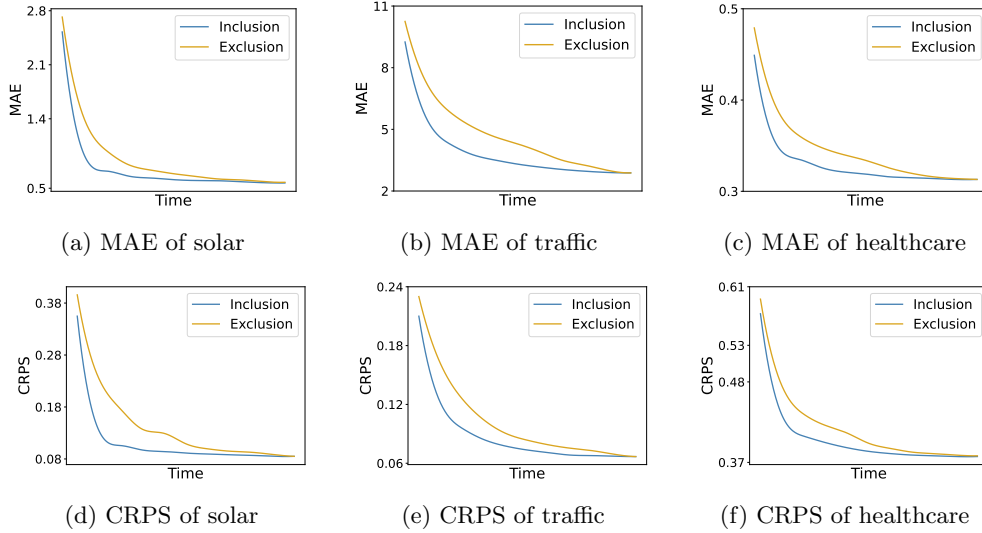 2.8
2.1
1.4
0.5
MAE
Time
Inclusion
Exclusion
(a) MAE of solar
11
8
5
2
MAE
Time
Inclusion
Exclusion
(b) MAE of traffic
0.5
0.4
0.3
MAE
Time
Inclusion
Exclusion
(c) MAE of healthcare
0.38
0.28
0.18
0.08
CRPS
Time
Inclusion
Exclusion
(d) CRPS of solar
0.24
0.18
0.12
0.06
CRPS
Time
Inclusion
Exclusion
(e) CRPS of traffic
0.61
0.53
0.48
0.37
CRPS
Time
Inclusion
Exclusion
(f) CRPS of healthcare